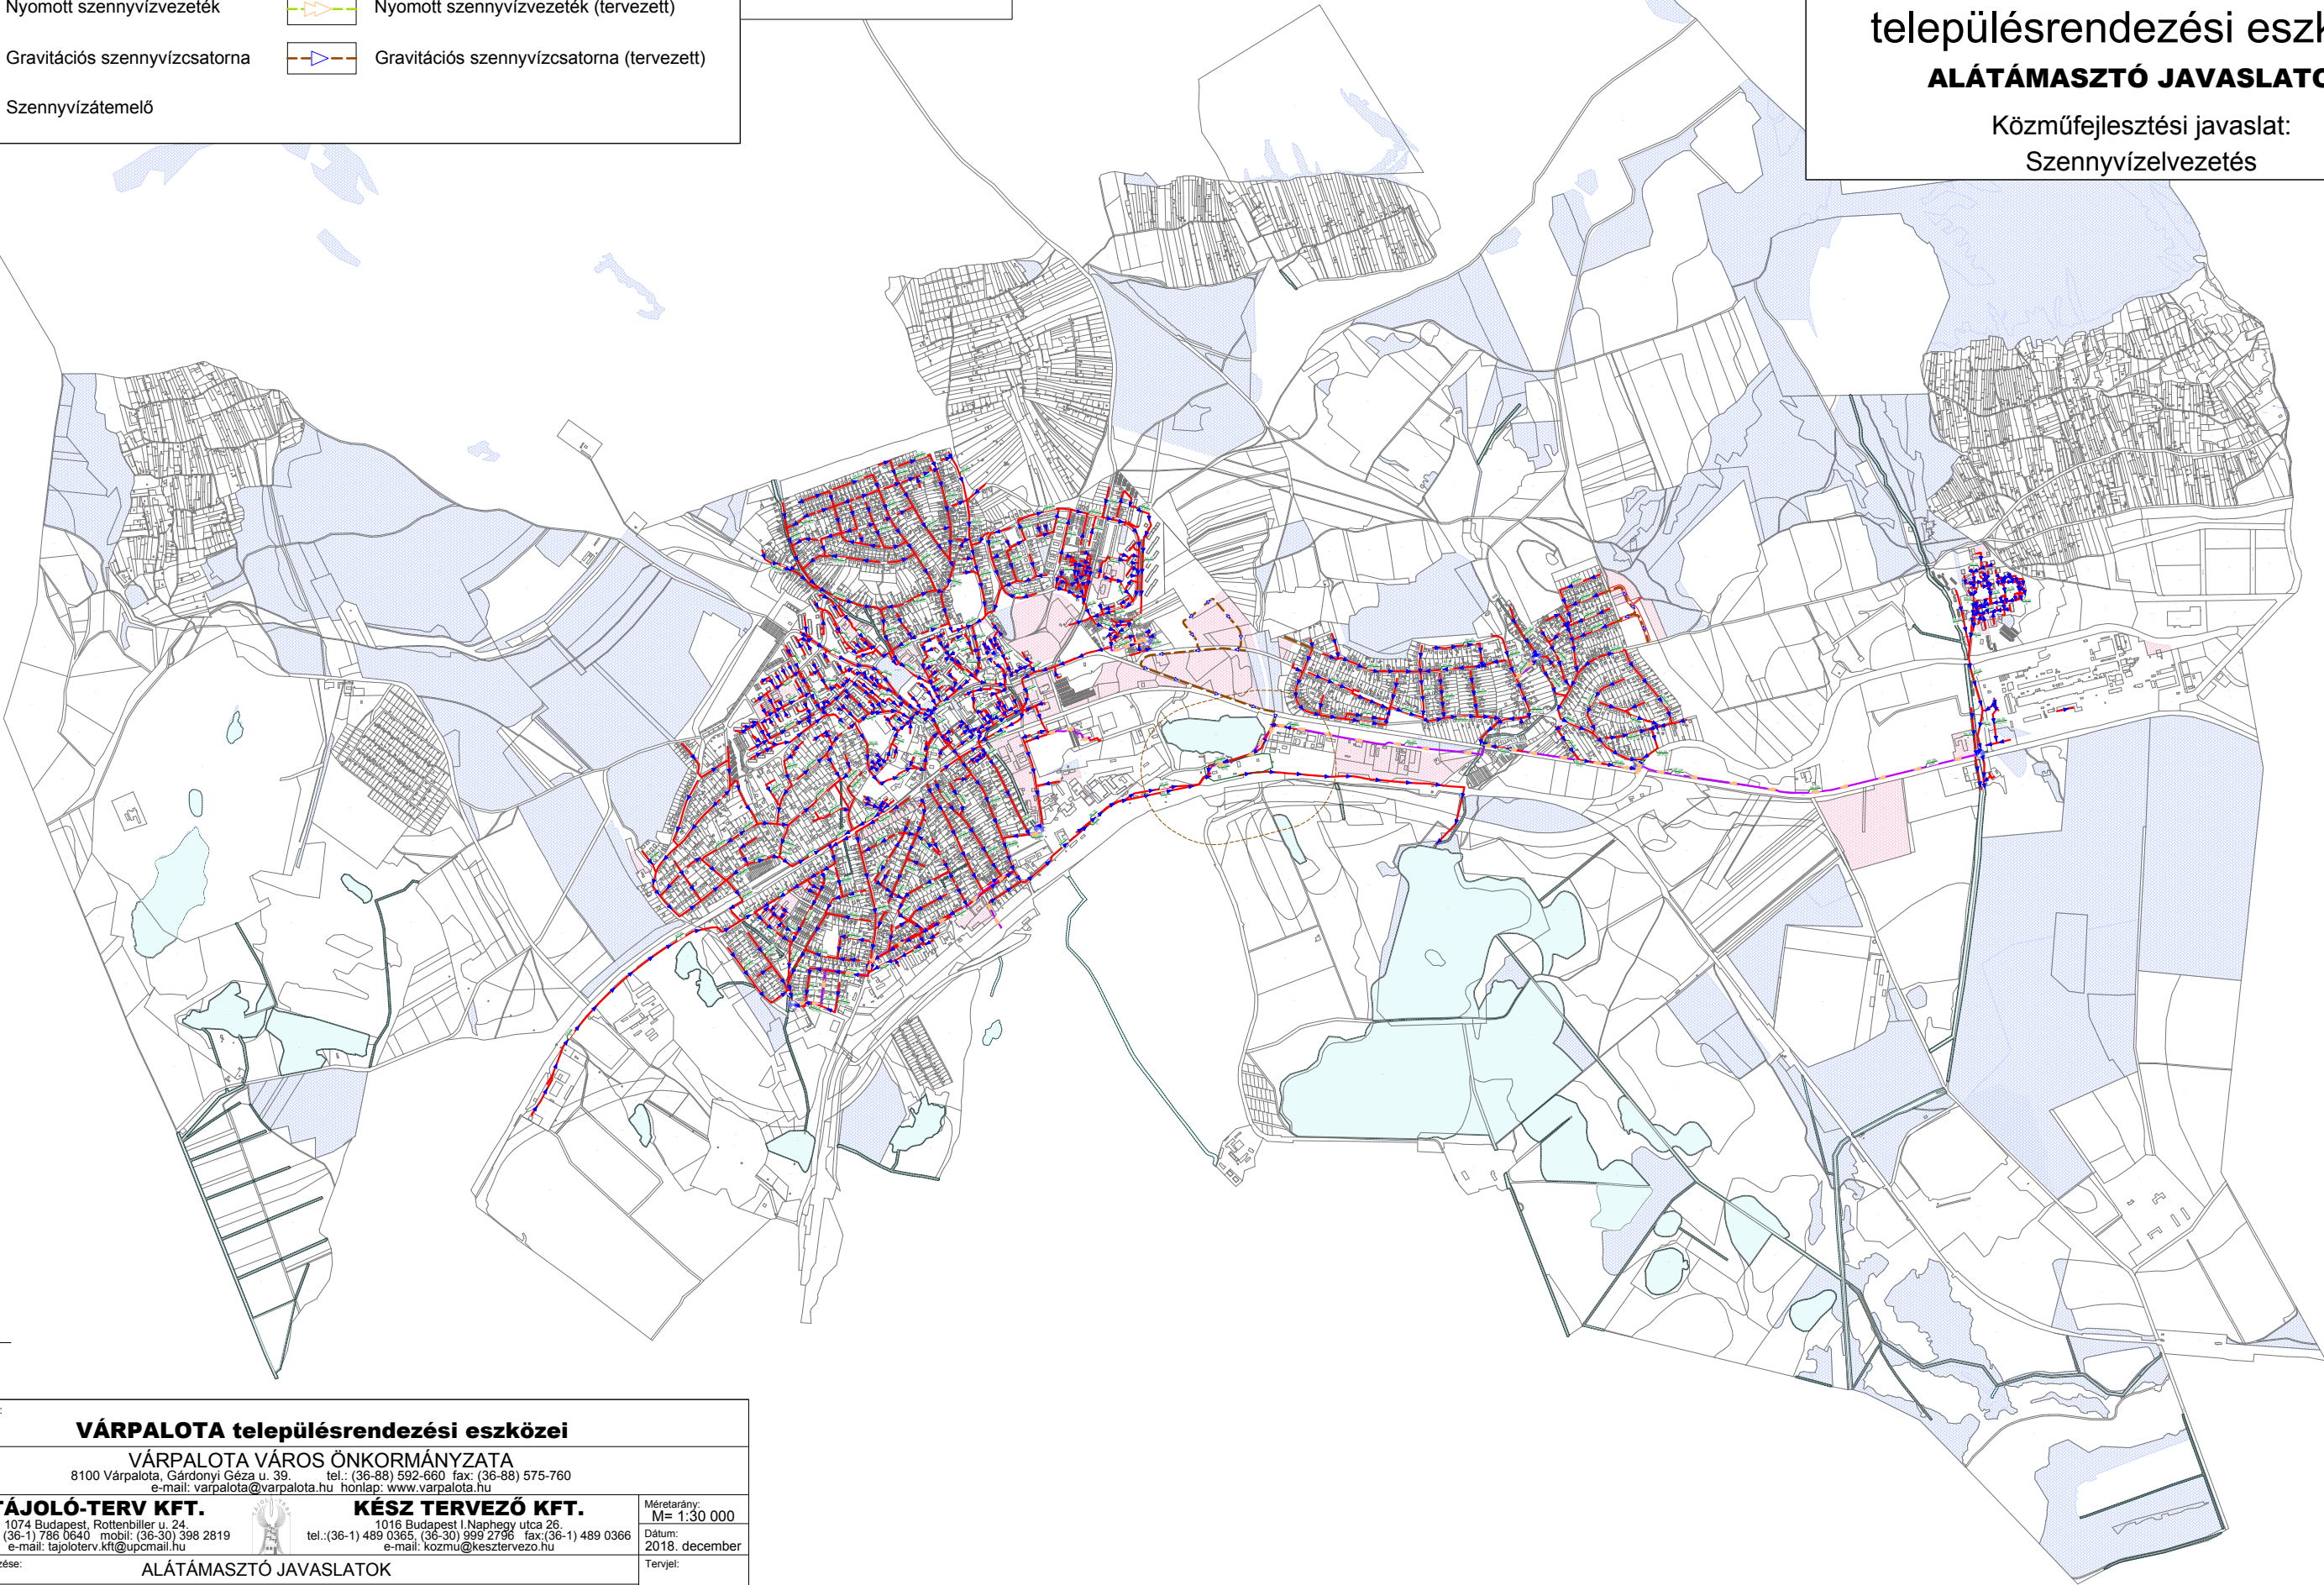 Nyomott szennyvízvezeték
Nyomott szennyvízvezeték (tervezett)
Gravitációs szennyvízcsatorna
Gravitációs szennyvízcsatorna (tervezett)
Szennyvízátemelő
településrendezési eszk
ALÁTÁMASZTÓ JAVASLATO
Közműfejlesztési javaslat:
Szennyvízelvezetés
VÁRPALOTA településrendezési eszközei
VÁRPALOTA VÁROS ÖNKORMÁNYZATA
8100 Várpalota, Gárdonyi Géza u. 39. tel.: (36-88) 592-660 fax: (36-88) 575-760
e-mail: varpalota@varpalota.hu honlap: www.varpalota.hu
TÁJOLÓ-TERV KFT.
1074 Budapest, Rottenbiller u. 24.
(36-1) 786 0640 mobil: (36-30) 398 2819
e-mail: tajoloterv.kft@upcmail.hu
KÉSZ TERVEZŐ KFT.
1016 Budapest I.Naphegy utca 26.
tel.:(36-1) 489 0365, (36-30) 999 2796 fax:(36-1) 489 0366
e-mail: kozmu@kesztervezo.hu
Méretarány:
M= 1:30 000
Dátum:
2018. december
zése:
ALÁTÁMASZTÓ JAVASLATOK
Tervjel: